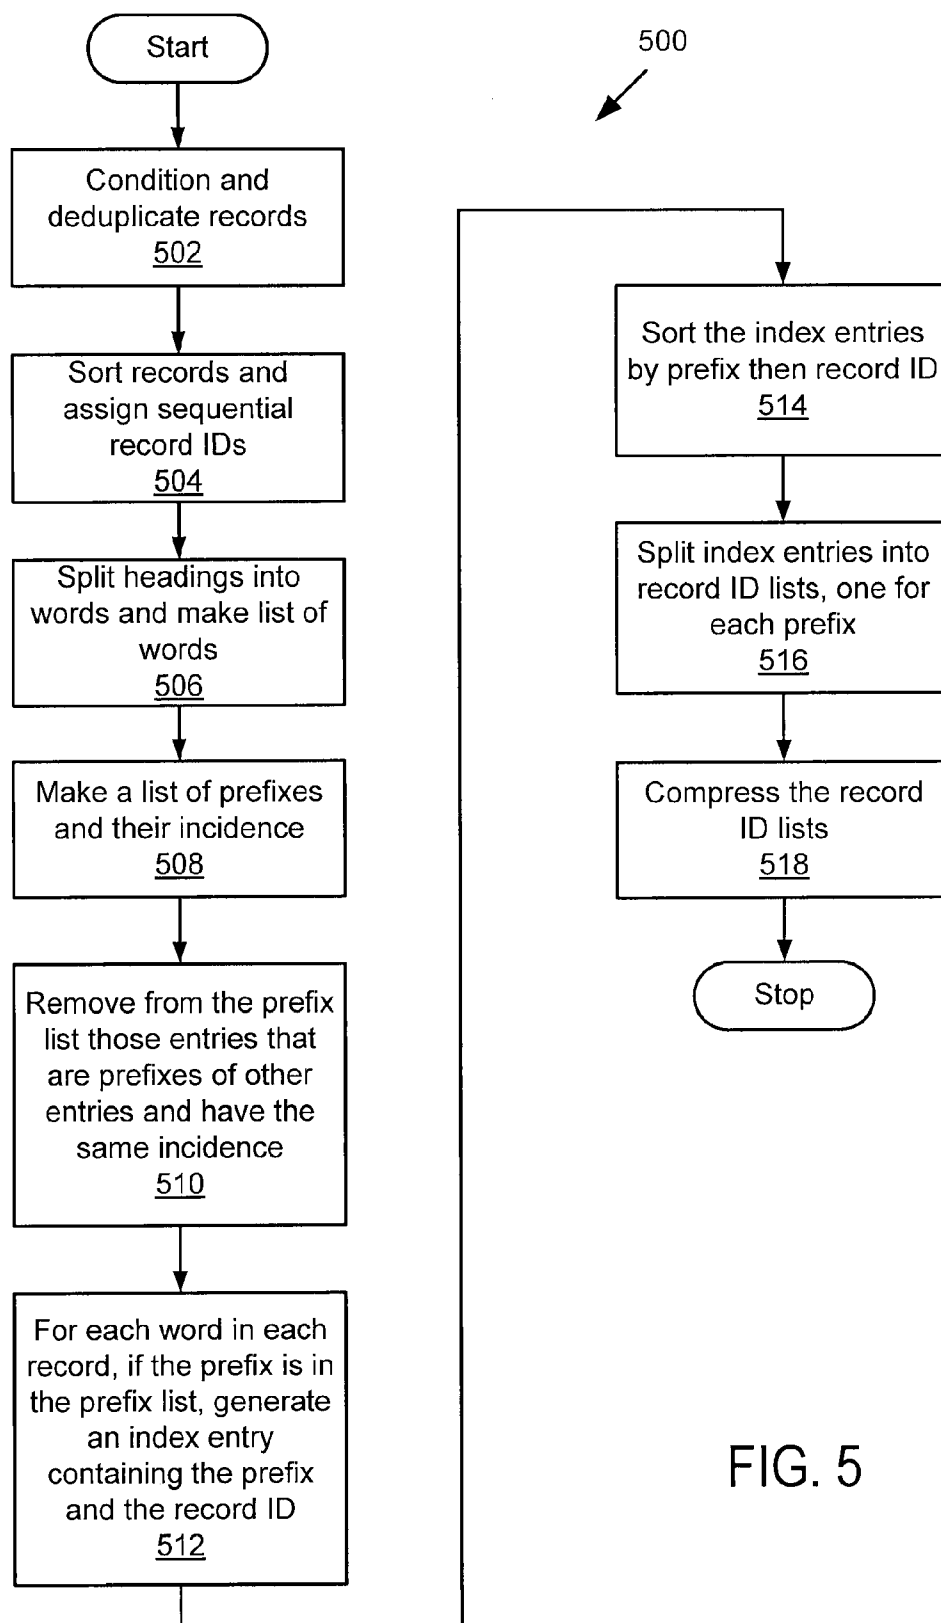 Start
500
Condition and
deduplicate records
502
Sort records and
assign sequential
record IDs
504
Split headings into
words and make list of
words
506
Make a list of prefixes
and their incidence
508
Remove from the prefix
list those entries that
are prefixes of other
entries and have the
same incidence
510
For each word in each
record, if the prefix is in
the prefix list, generate
an index entry
containing the prefix
and the record ID
512
Sort the index entries
by prefix then record ID
514
Split index entries into
record ID lists, one for
each prefix
516
Compress the record
ID lists
518
Stop
FIG. 5